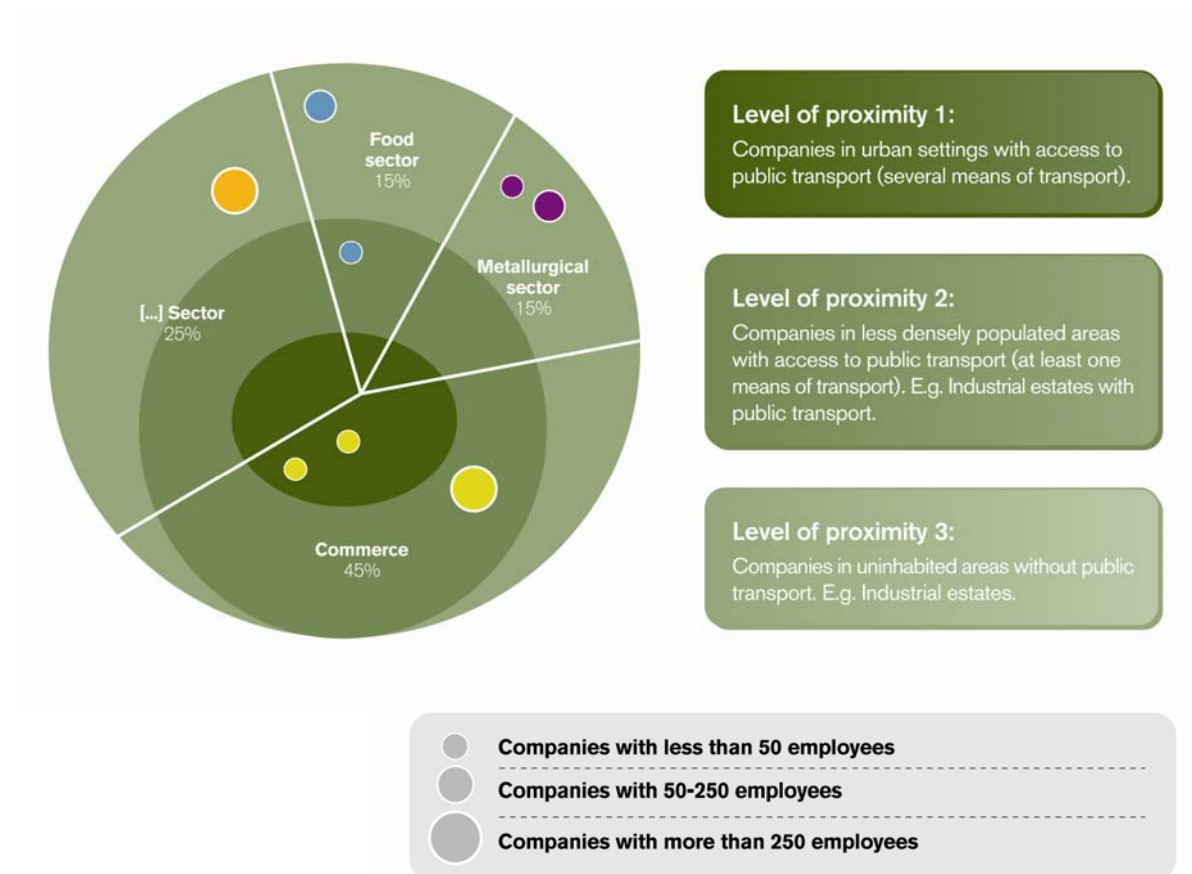 Food
sector
15%
Metallurgical
sector
15%
[...] Sector
25%
Commerce
45%
Level of proximity 1:
Companies in urban settings with access to
public transport (several means of transport).
Level of proximity 2:
Companies in less densely populated areas
with access to public transport (at least one
means of transport). E.g. Industrial estates with
public transport.
Level of proximity 3:
Companies in uninhabited areas without public
transport. E.g. Industrial estates.
Companies with less than 50 employees
Companies with 50-250 employees
Companies with more than 250 employees